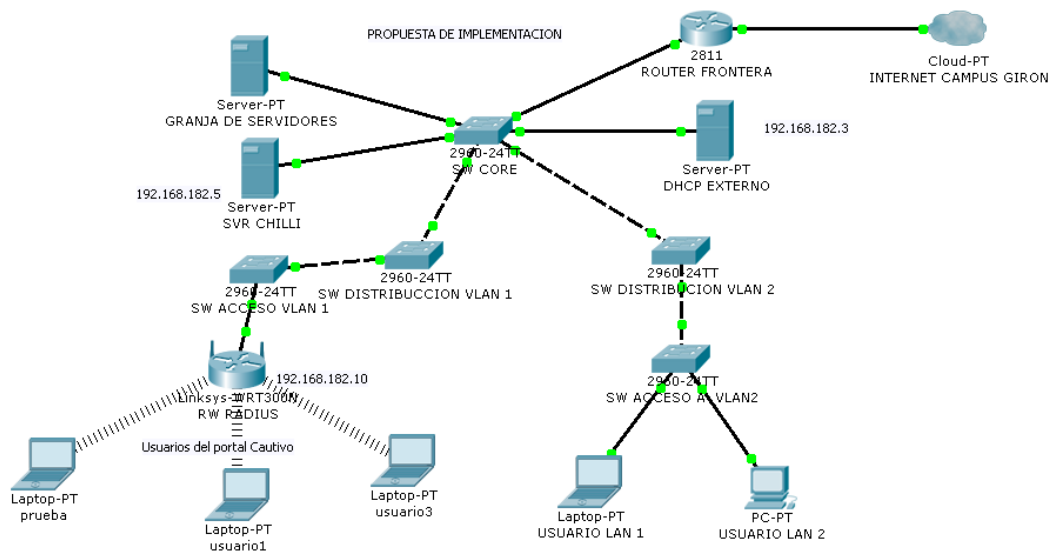 PROPUESTA DE IMPLEMENTACION
2811
ROUTER FRONTERA
Cloud-PT
INTERNET CAMPUS GIRON
Server-PT
GRANJA DE SERVIDORES
2960-24TT
SW CORE
192.168.182.3
Server-PT
DHCP EXTERNO
192.168.182.5
Server-PT
SVR CHILLI
2960-24TT
SW DISTRIBUCCION VLAN 1
2960-24TT
SW DISTRIBUCION VLAN 2
2960-24TT
SW ACCESO VLAN 1
192.168.182.10
Linksys-WRT300N
RW RADIUS
2960-24TT
SW ACCESO A VLAN2
Usuarios del portal Cautivo
Laptop-PT
prueba
Laptop-PT
usuario1
Laptop-PT
usuario3
Laptop-PT
USUARIO LAN 1
PC-PT
USUARIO LAN 2